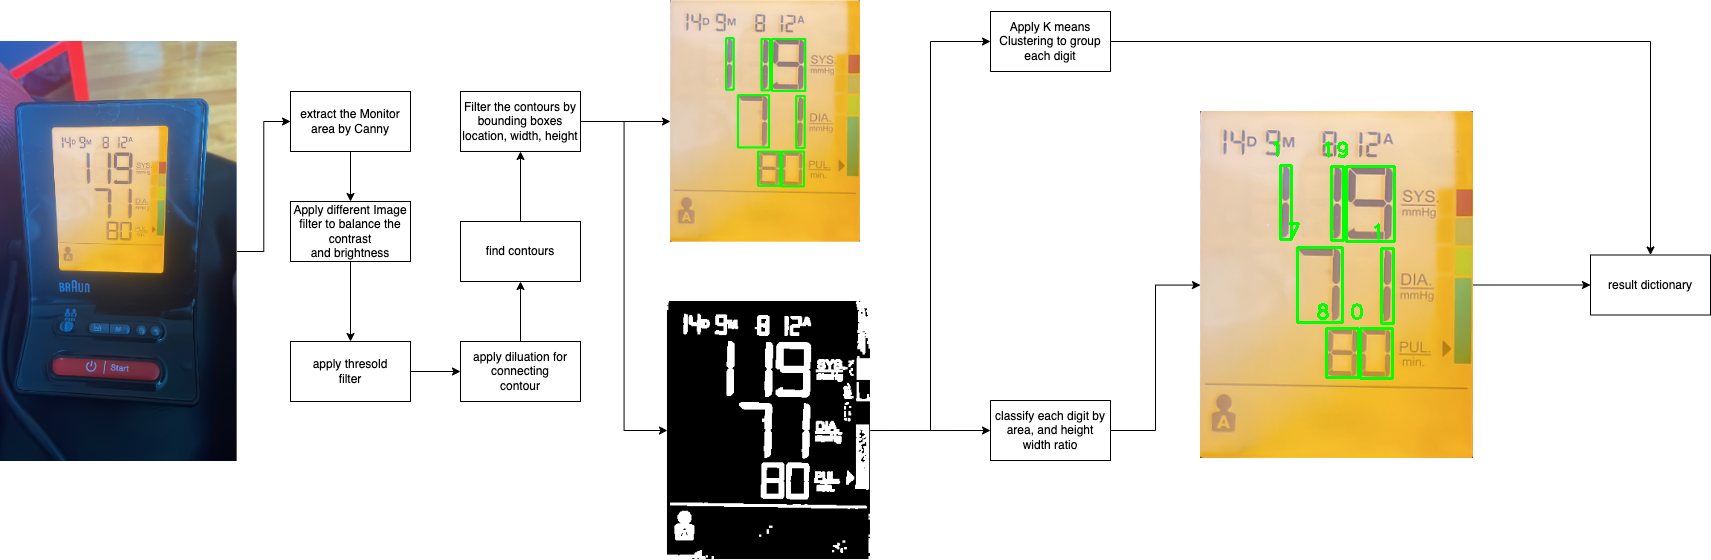 14D 9M 8 12A
119 SYS.
71 DIA.
80 PUL.
min.
BRAUN
Start
extract the Monitor
area by Canny
Apply different Image
filter to balance the
contrast
and brightness
apply thresold
filter
apply diluation for
connecting
contour
find contours
Filter the contours by
bounding boxes
location, width, height
14D 9M 8 12A
119 SYS.
mmHg
71 DIA.
mmHg
80 PUL.
min.
A
14D 9M 8 12A
119 SYS.
mmHg
71 DIA.
mmHg
80 PUL.
min.
Apply K means
Clustering to group
each digit
classify each digit by
area, and height
width ratio
14D 9M 8 12A
1 19
119 SYS.
mmHg
7 1
71 DIA.
mmHg
8 0
80 PUL.
min.
A
result dictionary